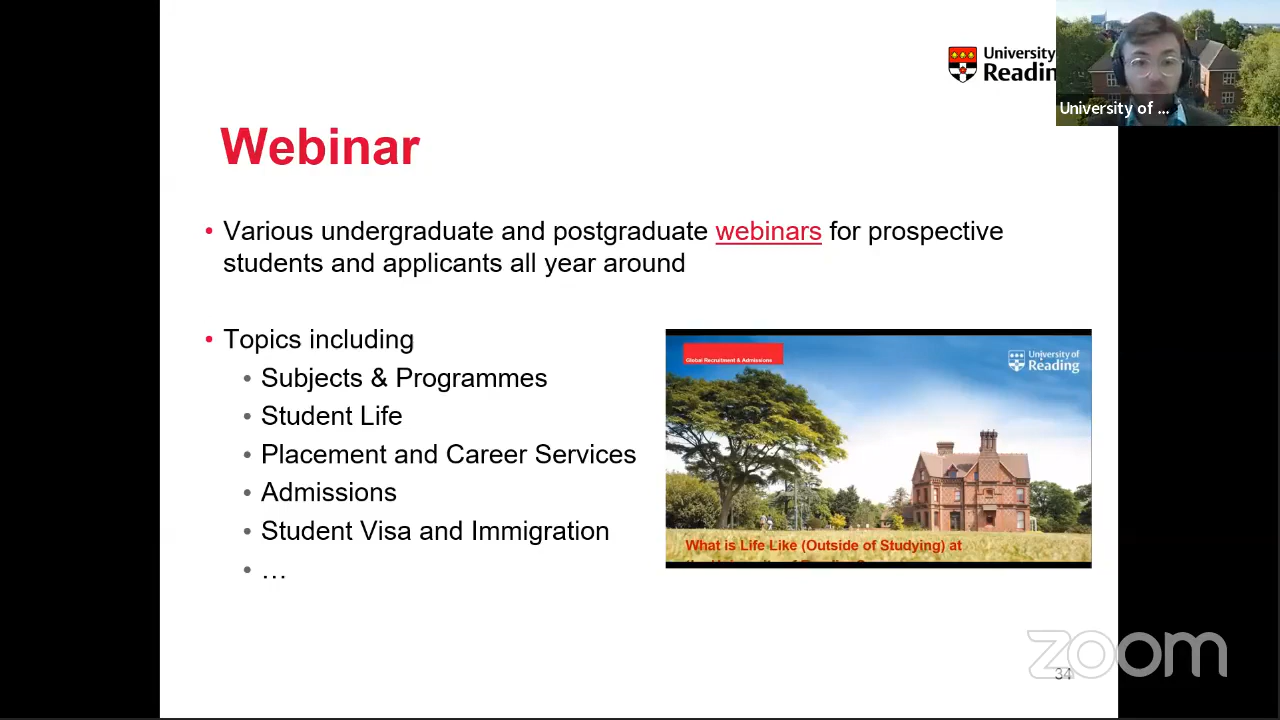 University
Readin
University of ...
Webinar
• Various undergraduate and postgraduate webinars for prospective
students and applicants all year around
• Topics including
• Subjects & Programmes
• Student Life
• Placement and Career Services
• Admissions
• Student Visa and Immigration
• …
Global Recruitment & Admissions
University of
Reading
What is Life Like (Outside of Studying) at
zoom
34